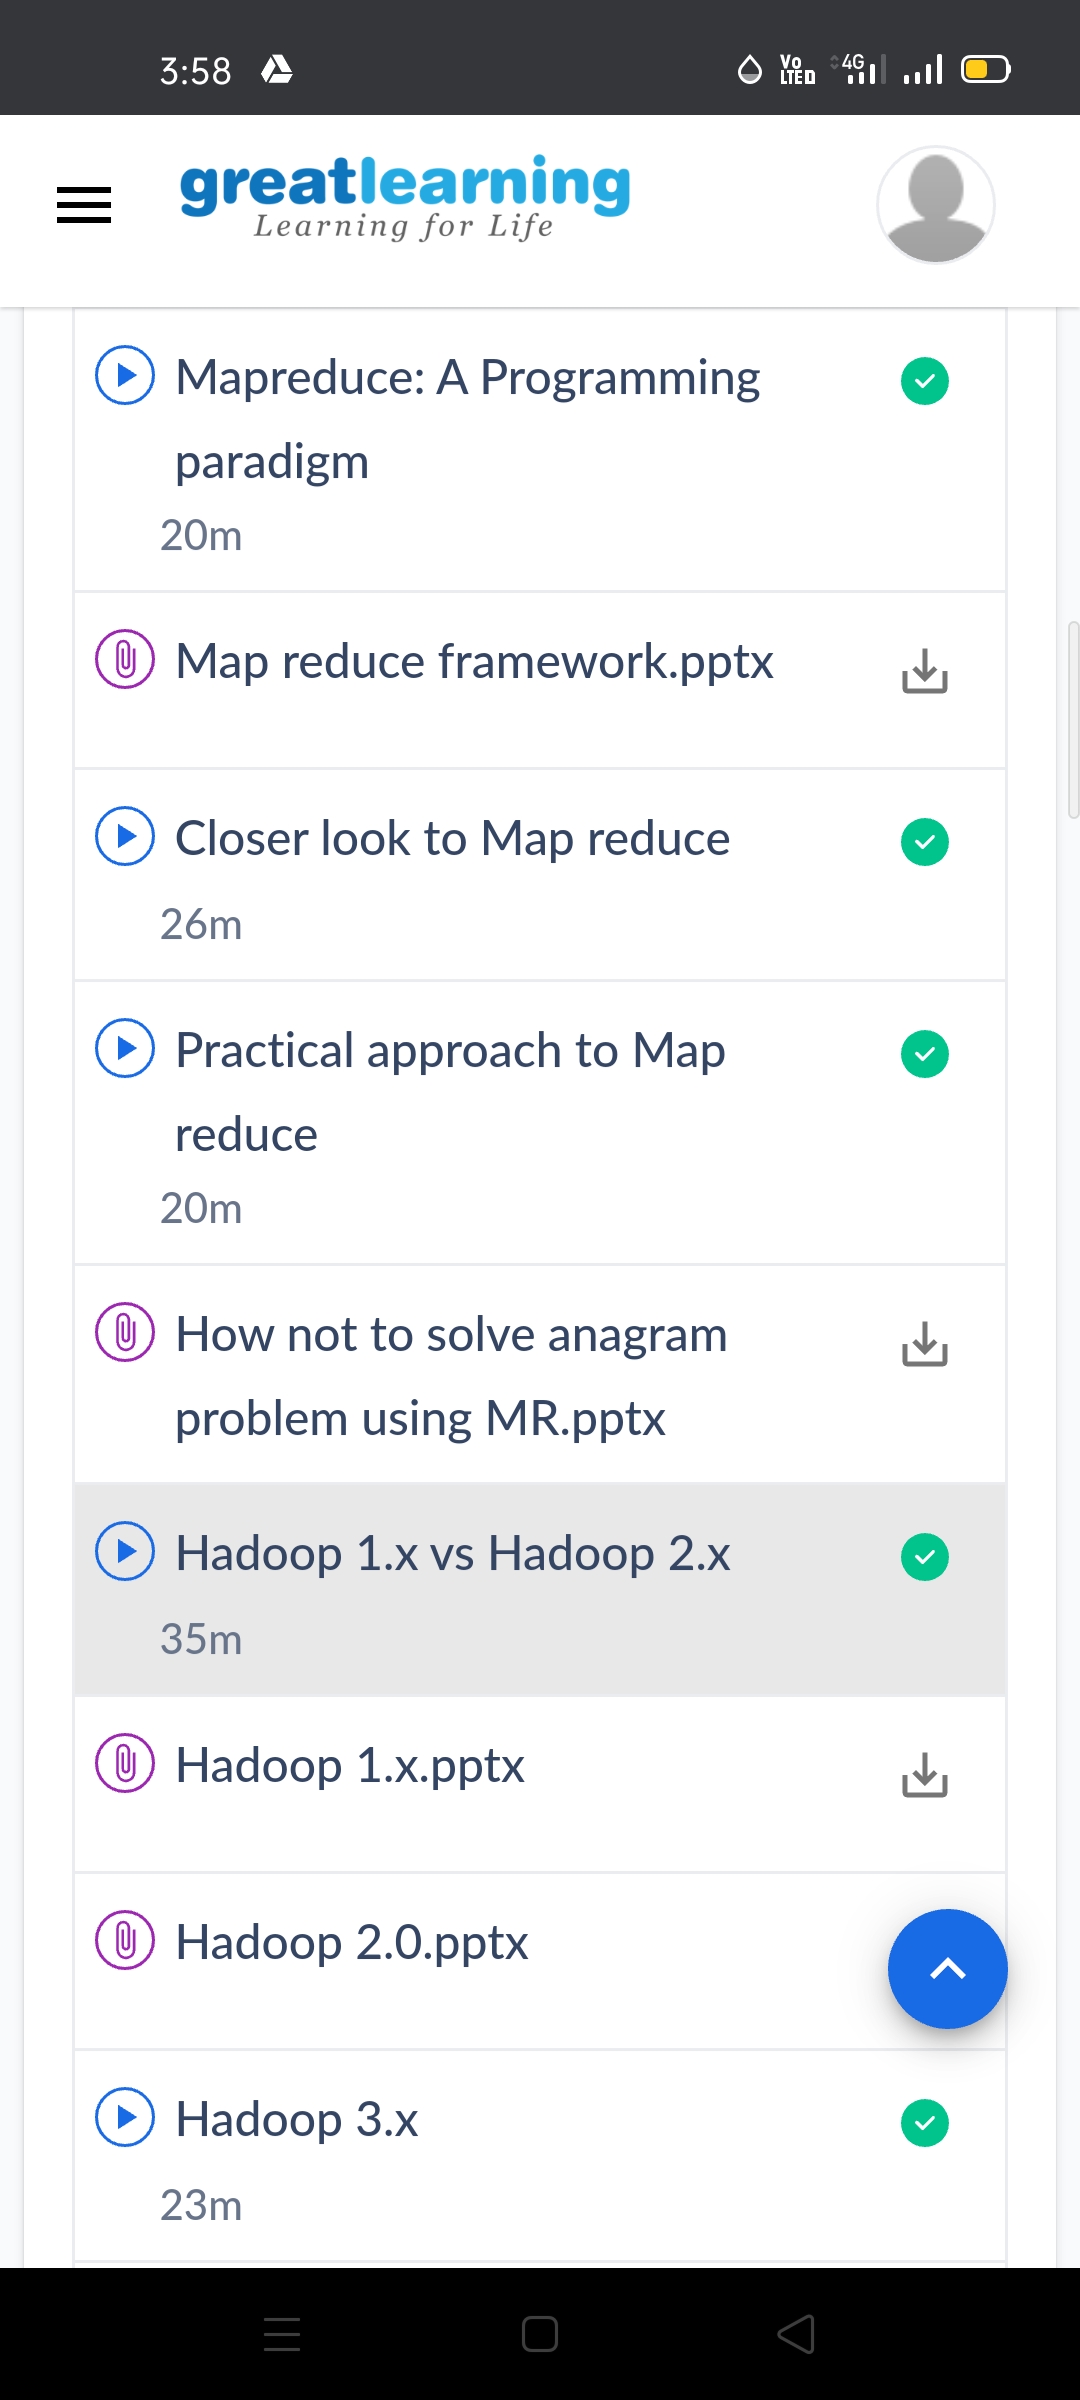 3:58
Vo
LTE
4G
greatlearning
Learning for Life
Mapreduce: A Programming
paradigm
20m
Map reduce framework.pptx
Closer look to Map reduce
26m
Practical approach to Map
reduce
20m
How not to solve anagram
problem using MR.pptx
Hadoop 1.x vs Hadoop 2.x
35m
Hadoop 1.x.pptx
Hadoop 2.0.pptx
Hadoop 3.x
23m